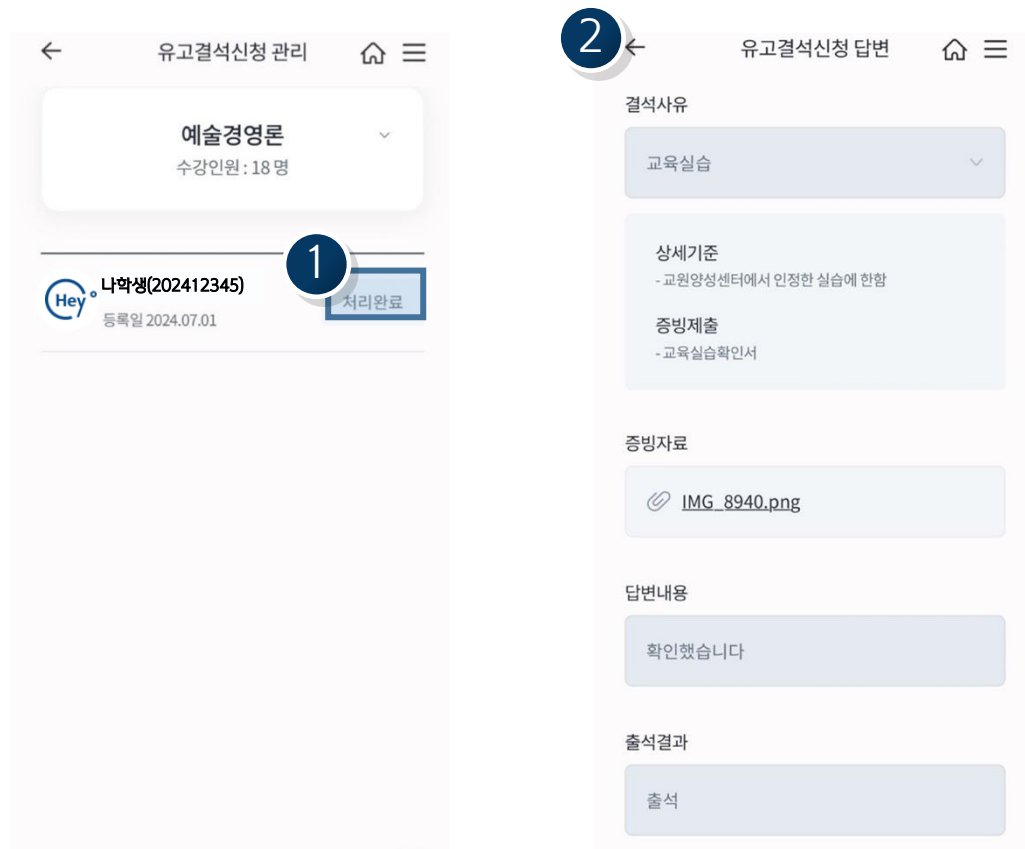 유고결석신청 관리
예술경영론
수강인원 : 18 명
1
Hey
나학생(202412345)
등록일 2024.07.01
처리완료
2
유고결석신청 답변
결석사유
교육실습
상세기준
- 교원양성센터에서 인정한 실습에 한함
증빙제출
- 교육실습확인서
증빙자료
IMG_8940.png
답변내용
확인했습니다
출석결과
출석